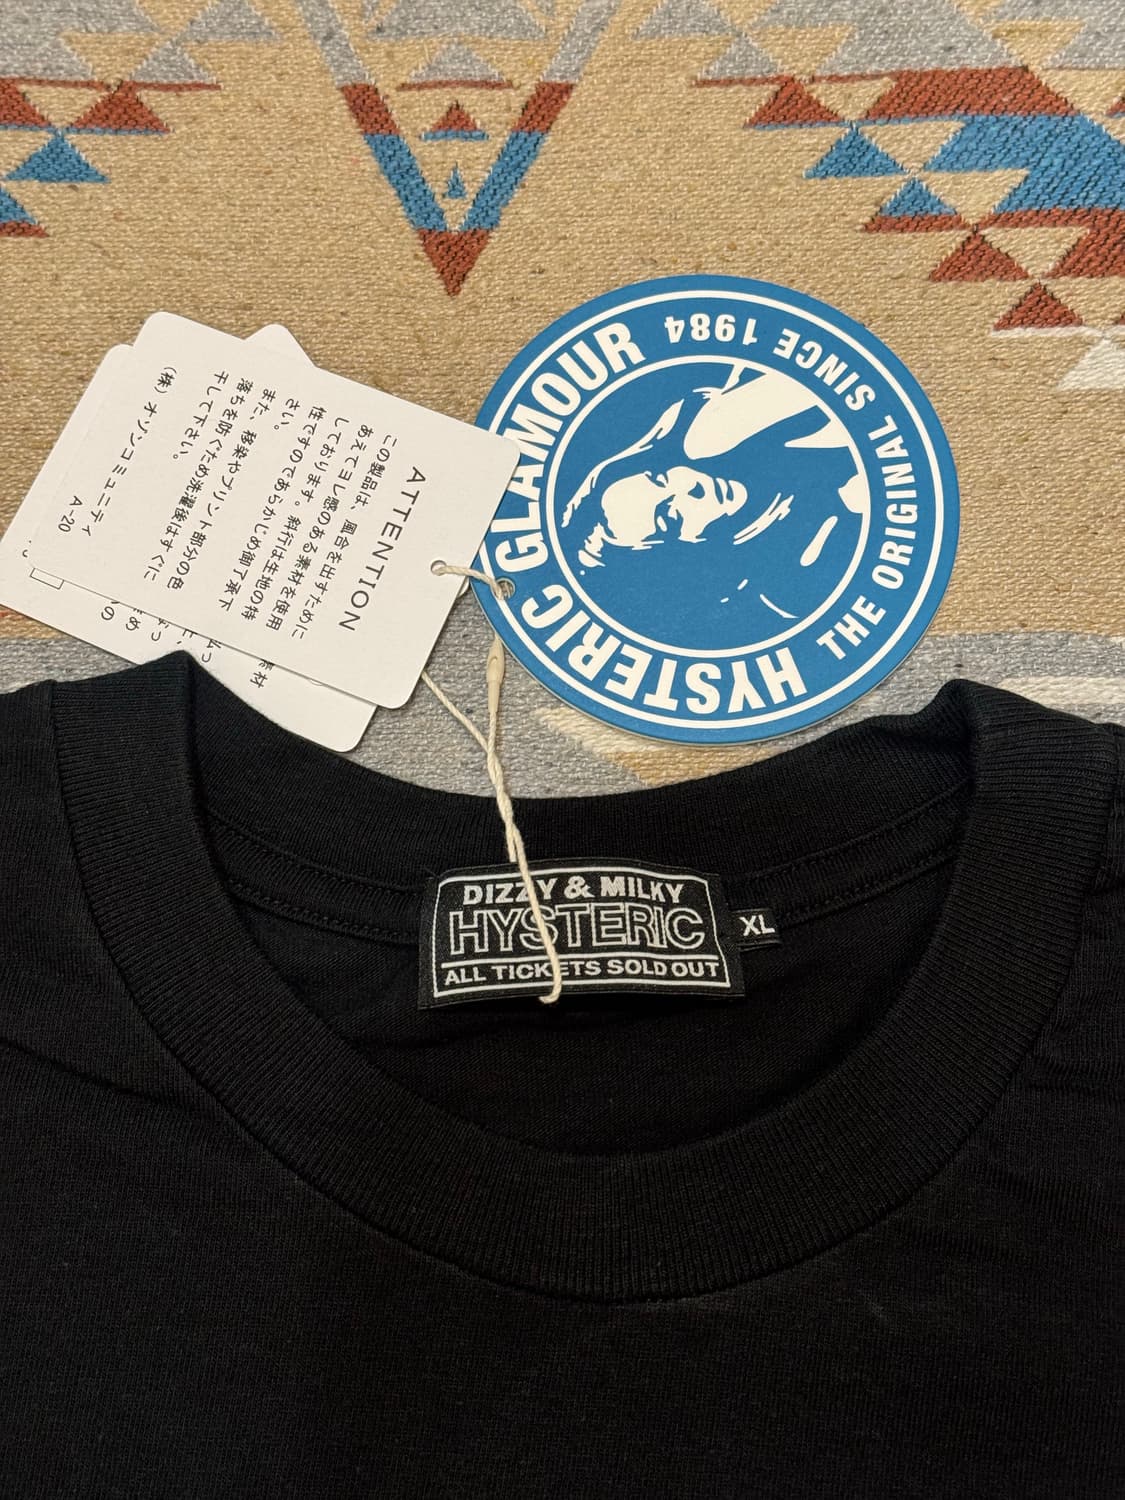 ATTENTION
この製品は、風合を出すために
あえてヨレ感のある素材を使用
しております。斜行は生地の特
性ですのであらかじめ御了承下
さい。
また、移染やプリント部分の色
落ちを防ぐため洗濯後はすぐに
干して下さい。
(株)オゾンコミュニティ
A-20
HYSTERIC GLAMOUR
THE ORIGINAL SINCE 1984
DIZZY & MILKY
HYSTERIC
ALL TICKETS SOLD OUT
XL